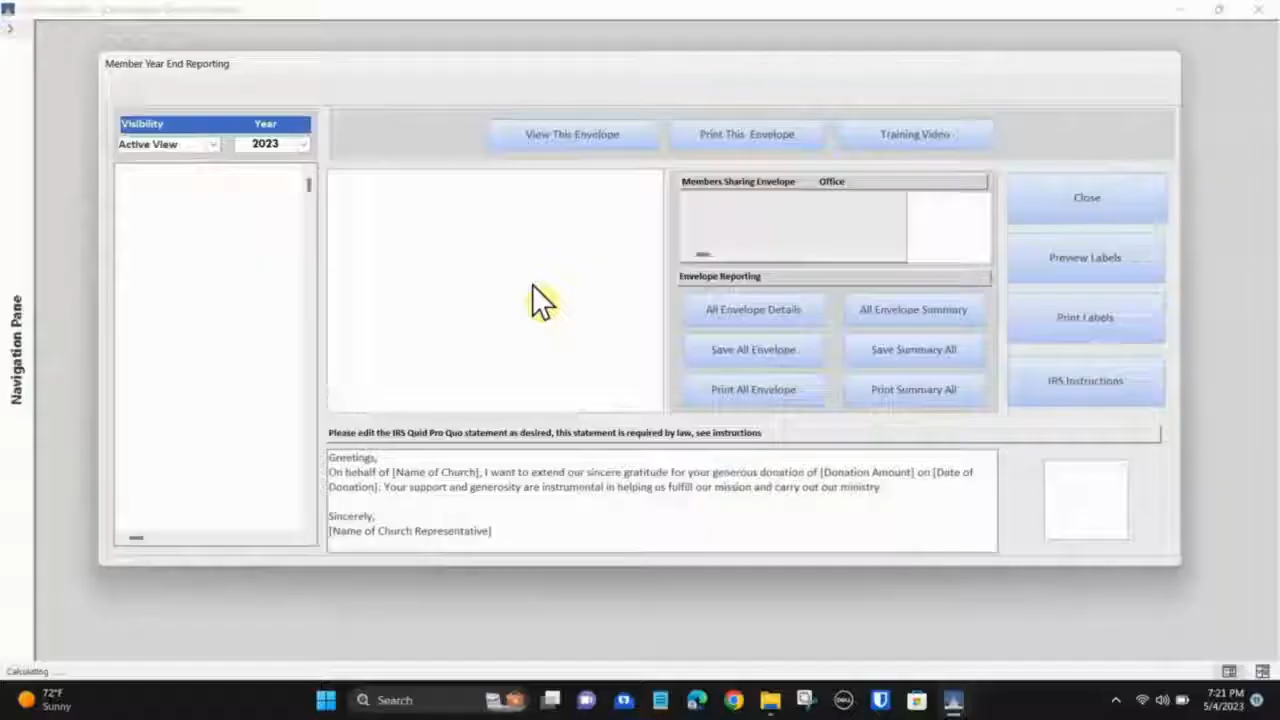 Member Year End Reporting
Visibility Year
Active View 2023
View This Envelope
Print This Envelope
Training Video
Members Sharing Envelope Office
Close
Preview Labels
Envelope Reporting
All Envelope Details
All Envelope Summary
Print Labels
Save All Envelope
Save Summary All
Print All Envelope
Print Summary All
IRS Instructions
Navigation Pane
Please edit the IRS Quid Pro Quo statement as desired, this statement is required by law, see instructions
Greetings,
On behalf of [Name of Church], I want to extend our sincere gratitude for your generous donation of [Donation Amount] on [Date of
Donation]. Your support and generosity are instrumental in helping us fulfill our mission and carry out our ministry
Sincerely,
[Name of Church Representative]
Calculating ......
72°F
Sunny
Search
DELL
7:21 PM
5/4/2023